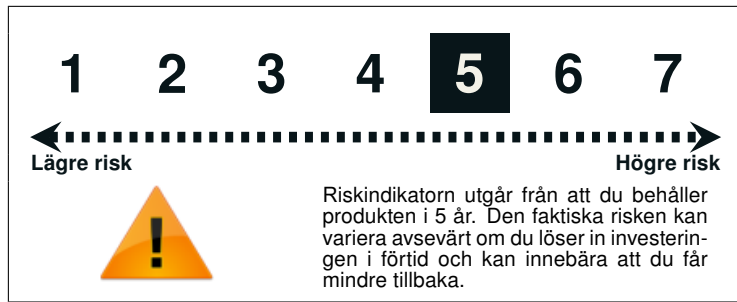 1 2 3 4 5 6 7
Lägre risk Högre risk
Riskindikatorn utgår från att du behåller
produkten i 5 år. Den faktiska risken kan
variera avsevärt om du löser in investerin-
gen i förtid och kan innebära att du får
mindre tillbaka.